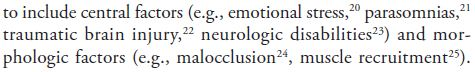 to include central factors (e.g., emotional stress,²⁰ parasomnias,²¹
traumatic brain injury,²² neurologic disabilities²³) and mor-
phologic factors (e.g., malocclusion²⁴, muscle recruitment²⁵).